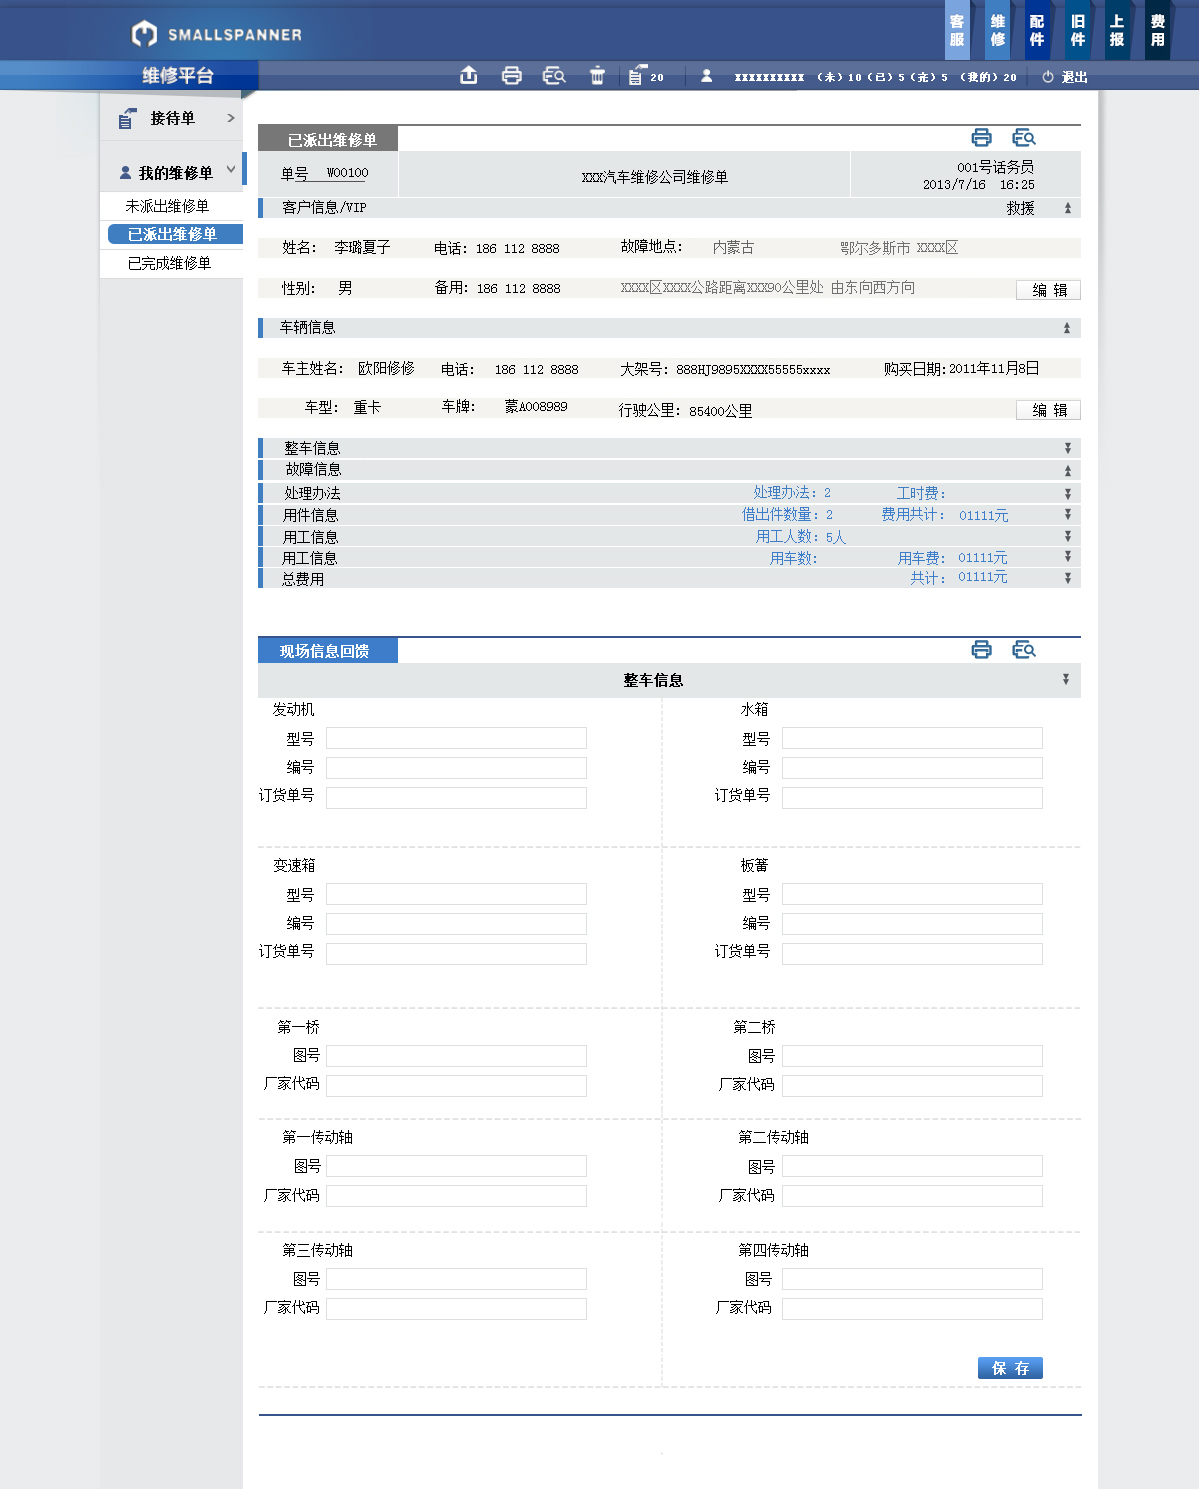 SMALLSPANNER
客服 维修 配件 旧件 上报 费用
维修平台
20 xxxxxxxxxx (未)10(已)5(完)5 (我的)20 退出
接待单
我的维修单
未派出维修单
已派出维修单
已完成维修单
已派出维修单
单号 W00100 XXX汽车维修公司维修单 001号话务员
2013/7/16 16:25
客户信息/VIP 救援
姓名: 李璐夏子 电话: 186 112 8888 故障地点: 内蒙古 鄂尔多斯市 XXXX区
性别: 男 备用: 186 112 8888 XXXX区XXXX公路距离XXX90公里处 由东向西方向 编 辑
车辆信息
车主姓名: 欧阳修修 电话: 186 112 8888 大架号: 888HJ9895XXXX55555xxxx 购买日期:2011年11月8日
车型: 重卡 车牌: 蒙A008989 行驶公里: 85400公里 编 辑
整车信息
故障信息
处理办法 处理办法: 2 工时费:
用件信息 借出件数量: 2 费用共计: 01111元
用工信息 用工人数: 5人
用工信息 用车数: 用车费: 01111元
总费用 共计: 01111元
现场信息回馈
整车信息
发动机 水箱
型号 型号
编号 编号
订货单号 订货单号
变速箱 板簧
型号 型号
编号 编号
订货单号 订货单号
第一桥 第二桥
图号 图号
厂家代码 厂家代码
第一传动轴 第二传动轴
图号 图号
厂家代码 厂家代码
第三传动轴 第四传动轴
图号 图号
厂家代码 厂家代码
保 存